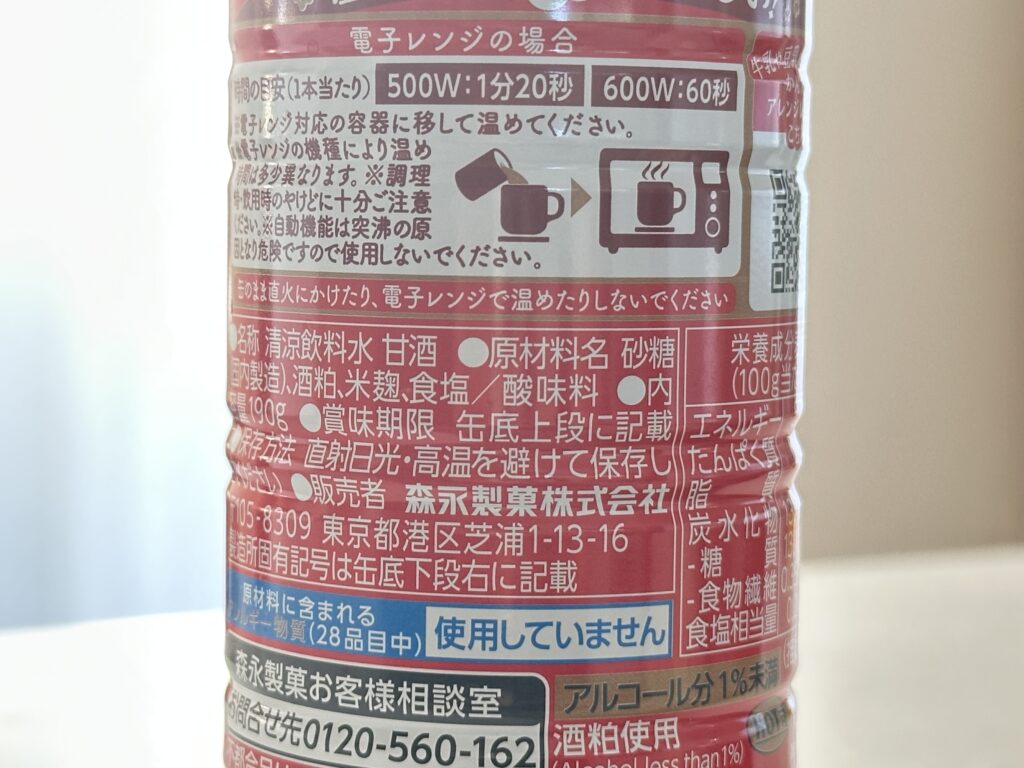 電子レンジの場合
時間の目安(1本当たり) 500W:1分20秒 600W:60秒
※電子レンジ対応の容器に移して温めてください。
※電子レンジの機種により温め
時間は多少異なります。※調理
時・飲用時のやけどに十分ご注意
ください。※自動機能は突沸の原
因となり危険ですので使用しないでください。
缶のまま直火にかけたり、電子レンジで温めたりしないでください
牛乳や豆
アレンジ
●名称 清涼飲料水 甘酒 ●原材料名 砂糖
(国内製造)、酒粕、米麹、食塩/酸味料 ●内
容量190g ●賞味期限 缶底上段に記載
●保存方法 直射日光・高温を避けて保存し
●販売者 森永製菓株式会社
105-8309 東京都港区芝浦1-13-16
製造所固有記号は缶底下段右に記載
栄養成分
(100g当
エネルギ
たんぱく質
脂 質
炭水化物
-糖 質
-食物繊維
食塩相当量
原材料に含まれる
アレルギー物質(28品目中) 使用していません
森永製菓お客様相談室
お問合せ先0120-560-162
アルコール分1%未満
酒粕使用
(Alcohol less than1%)
HOT